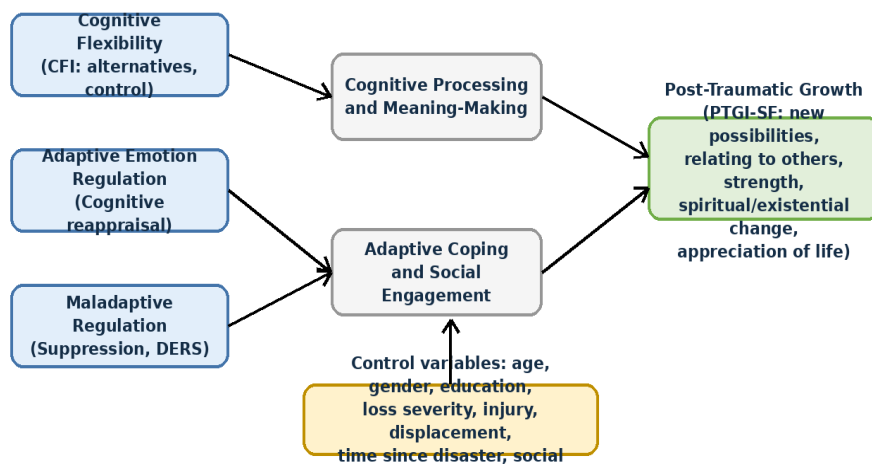 Cognitive
Flexibility
(CFI: alternatives,
control)
Adaptive Emotion
Regulation
(Cognitive
reappraisal)
Maladaptive
Regulation
(Suppression, DERS)
Cognitive Processing
and Meaning-Making
Adaptive Coping
and Social
Engagement
Control variables: age,
gender, education,
loss severity, injury,
displacement,
time since disaster, social
Post-Traumatic Growth
(PTGI-SF: new
possibilities,
relating to others,
strength,
spiritual/existential
change,
appreciation of life)